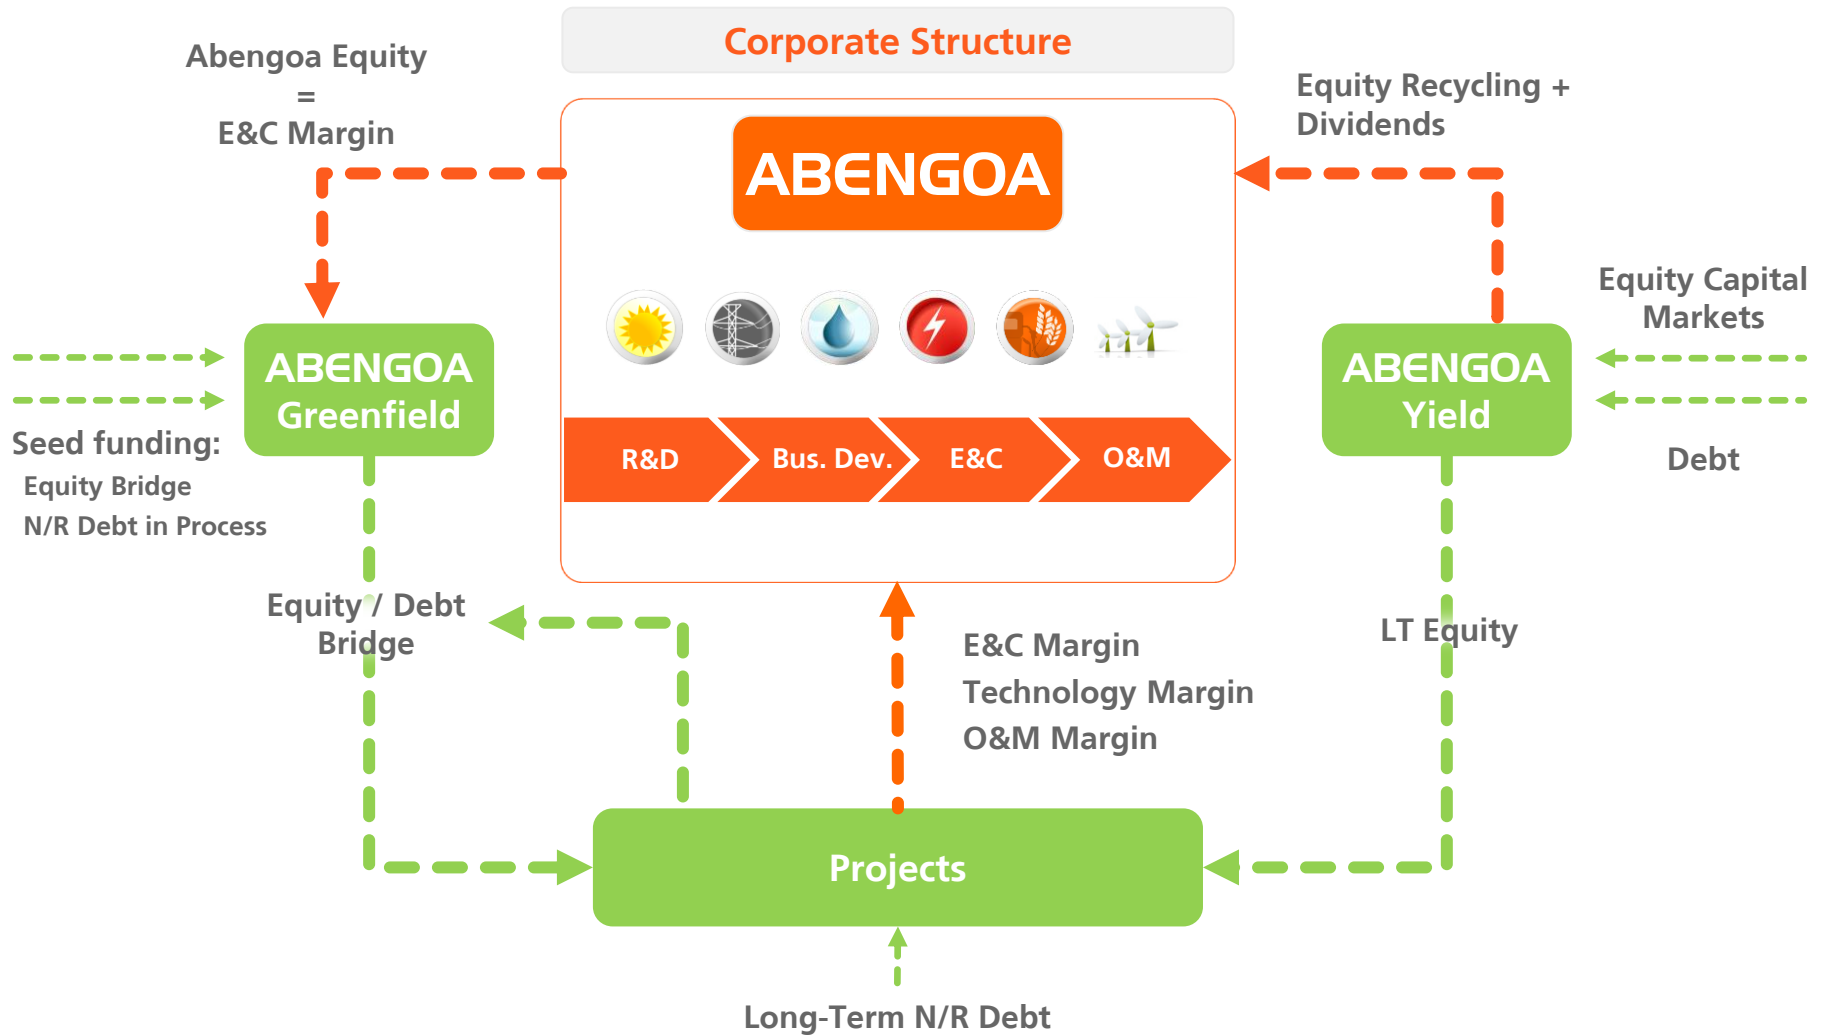 Corporate Structure
Abengoa Equity
=
E&C Margin
ABENGOA
Equity Recycling +
Dividends
Equity Capital
Markets
ABENGOA
Greenfield
ABENGOA
Yield
Seed funding:
Equity Bridge
N/R Debt in Process
R&D
Bus. Dev.
E&C
O&M
Debt
Equity / Debt
Bridge
E&C Margin
Technology Margin
O&M Margin
LT Equity
Projects
Long-Term N/R Debt